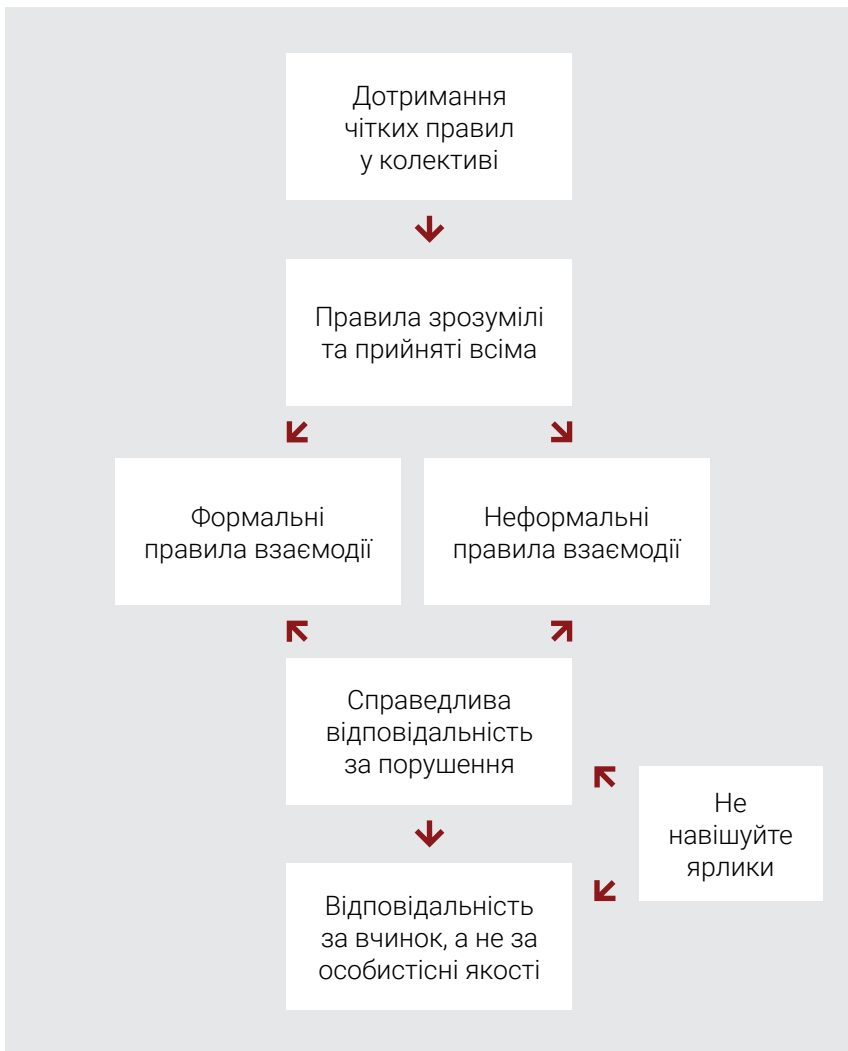 Дотримання
чітких правил
у колективі
Правила зрозумілі
та прийняті всіма
Формальні
правила взаємодії
Неформальні
правила взаємодії
Справедлива
відповідальність
за порушення
Не
навішуйте
ярлики
Відповідальність
за вчинок, а не за
особистісні якості